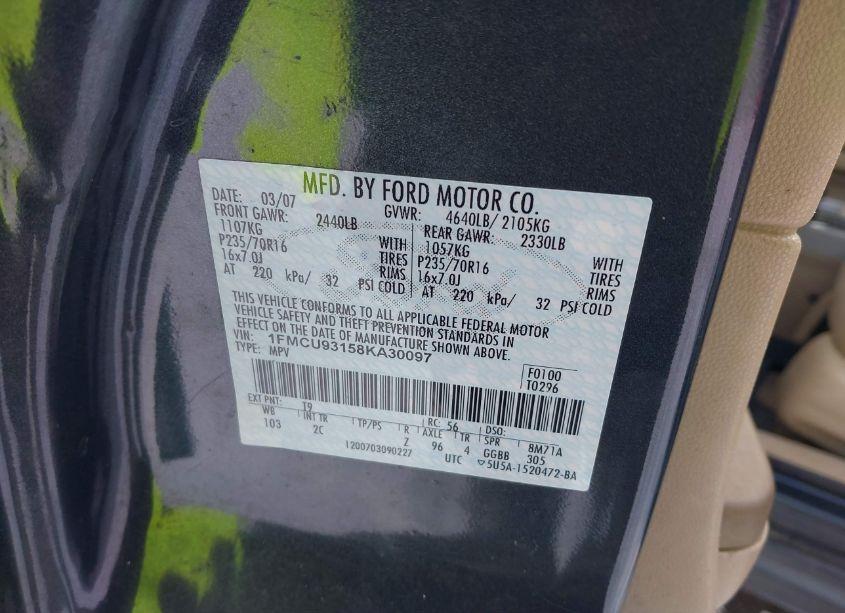 MFD. BY FORD MOTOR CO.
DATE: 03/07 GVWR: 4640LB/ 2105KG
FRONT GAWR: 2440LB REAR GAWR: 2330LB
1107KG WITH 1057KG WITH
P235/70R16 TIRES P235/70R16 TIRES
16x7.0J RIMS 16x7.0J RIMS
AT 220 kPa/ 32 PSI COLD AT 220 kPa/ 32 PSI COLD
THIS VEHICLE CONFORMS TO ALL APPLICABLE FEDERAL MOTOR
VEHICLE SAFETY AND THEFT PREVENTION STANDARDS IN
EFFECT ON THE DATE OF MANUFACTURE SHOWN ABOVE.
VIN: 1FMCU93158KA30097
TYPE: MPV
F0100
T0296
EXT PNT: T9 RC: 56 DSO:
WB INT TR TP/PS R AXLE TR SPR 8M71A
103 2C Z 96 4 GGBB 305
1200703090227 UTC ▽5U5A-1520472-BA